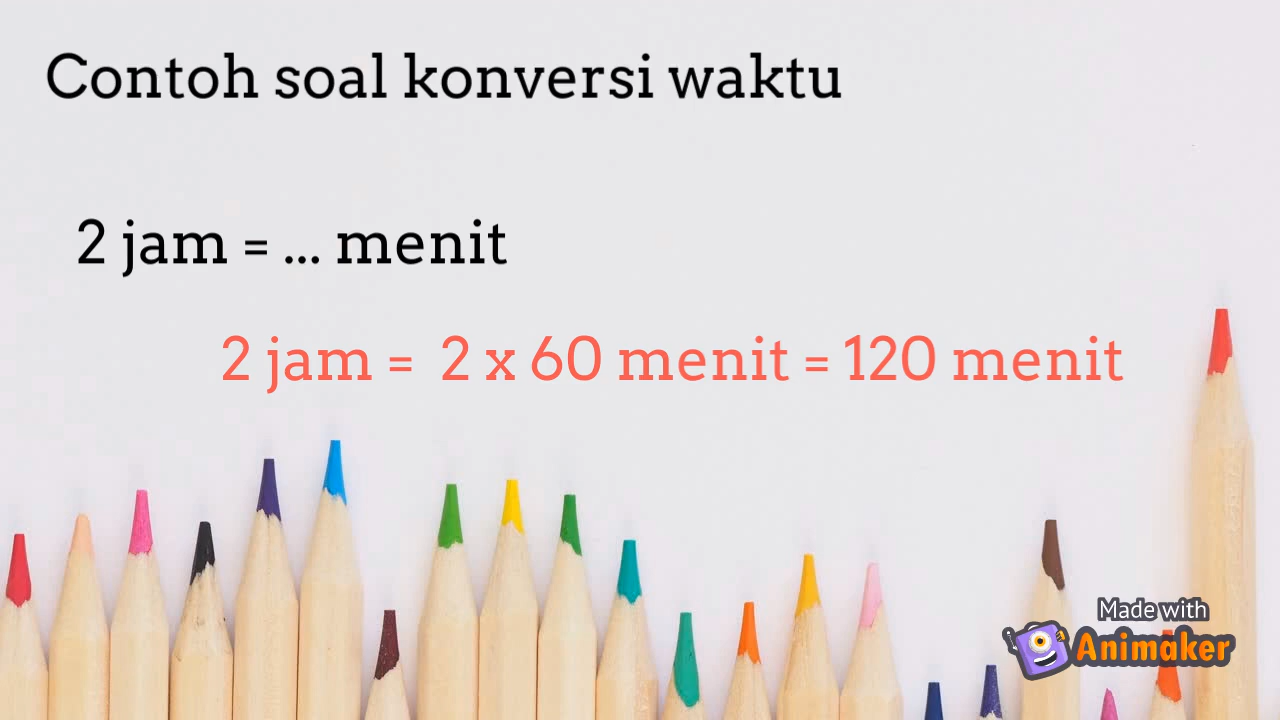 Contoh soal konversi waktu
2 jam = ... menit
2 jam = 2 x 60 menit = 120 menit
Made with
Animaker